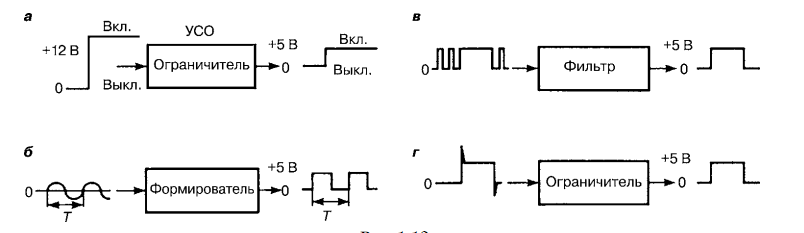 а
Вкл.
УСО
+12 В
+5 В
Вкл.
Ограничитель
0
0
Выкл.
Выкл.
в
+5 В
0
Фильтр
0
б
+5 В
0
Формирователь
0
T
T
г
+5 В
0
Ограничитель
0